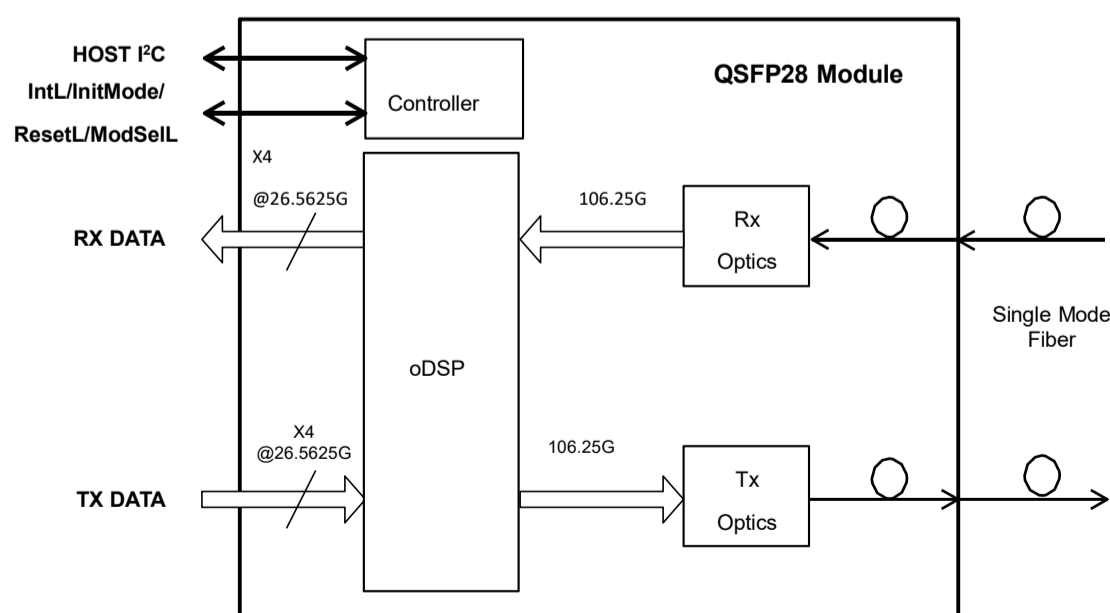 HOST I²C
IntL/InitMode/
ResetL/ModSelL
Controller
QSFP28 Module
X4
@26.5625G
RX DATA
106.25G
Rx
Optics
Single Mode
Fiber
oDSP
X4
@26.5625G
TX DATA
106.25G
Tx
Optics